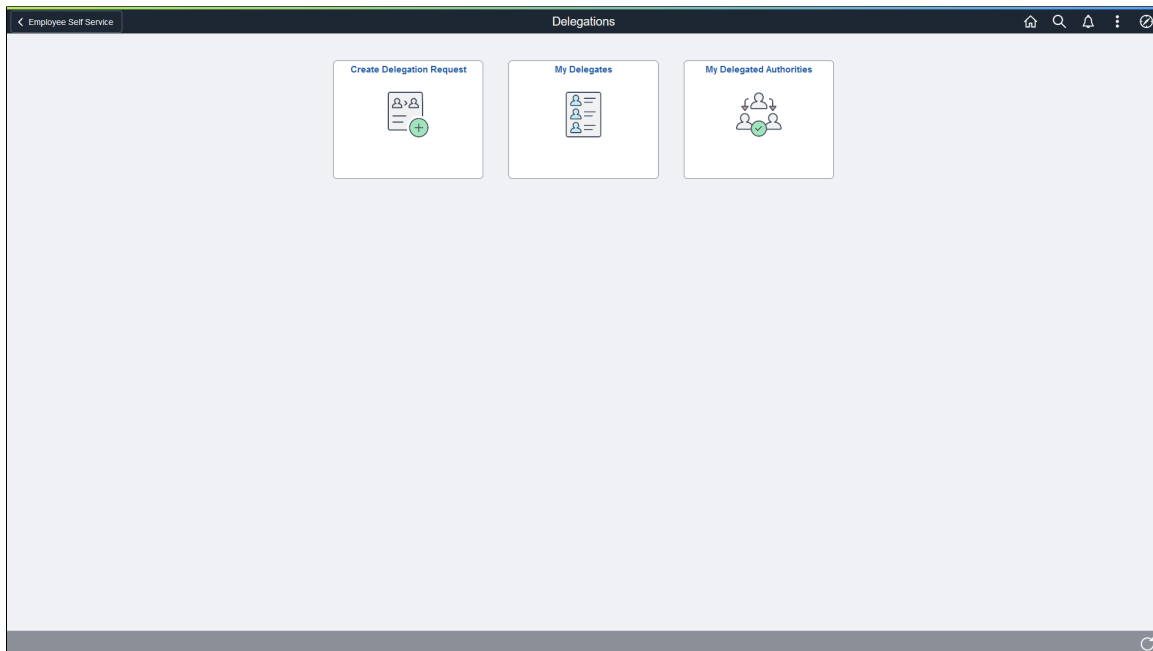 Employee Self Service
Delegations
Create Delegation Request
My Delegates
My Delegated Authorities